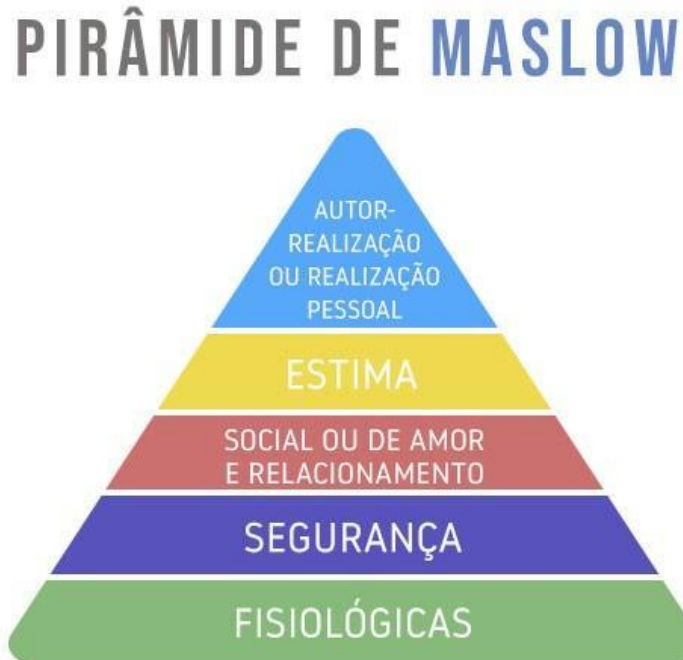 PIRÂMIDE DE MASLOW
AUTOR-
REALIZAÇÃO
OU REALIZAÇÃO
PESSOAL
ESTIMA
SOCIAL OU DE AMOR
E RELACIONAMENTO
SEGURANÇA
FISIOLÓGICAS